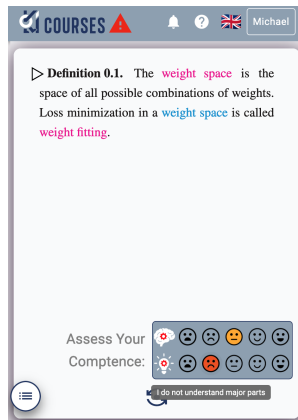 COURSES
Michael
Definition 0.1. The weight space is the
space of all possible combinations of weights.
Loss minimization in a weight space is called
weight fitting.
Assess Your
Comptence:
I do not understand major parts